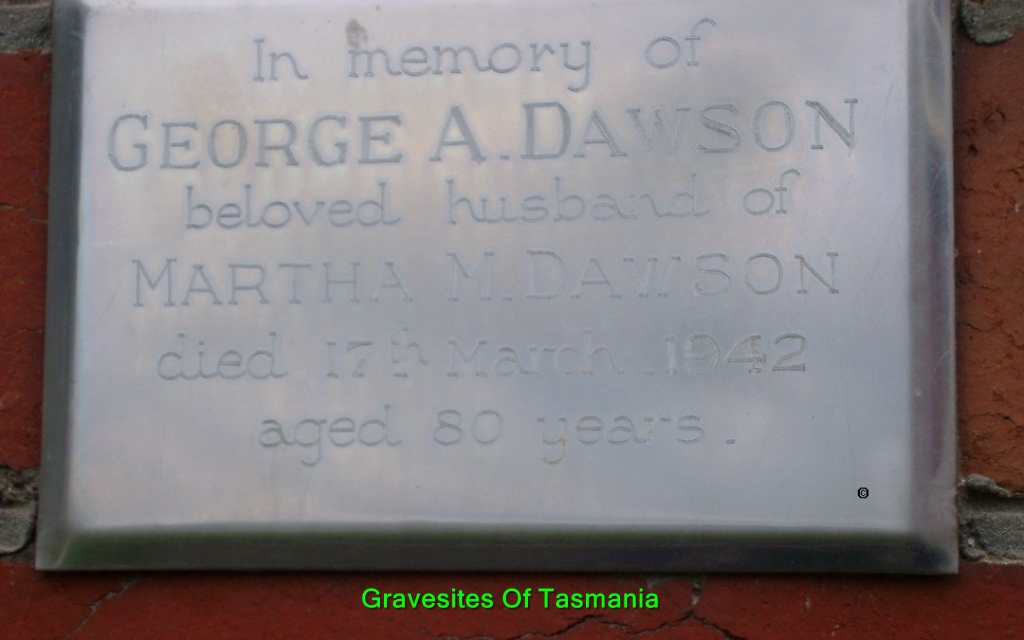 In memory of
GEORGE A. DAWSON
beloved husband of
MARTHA M. DAWSON
died 17th March 1942
aged 80 years.
©
Gravesites Of Tasmania